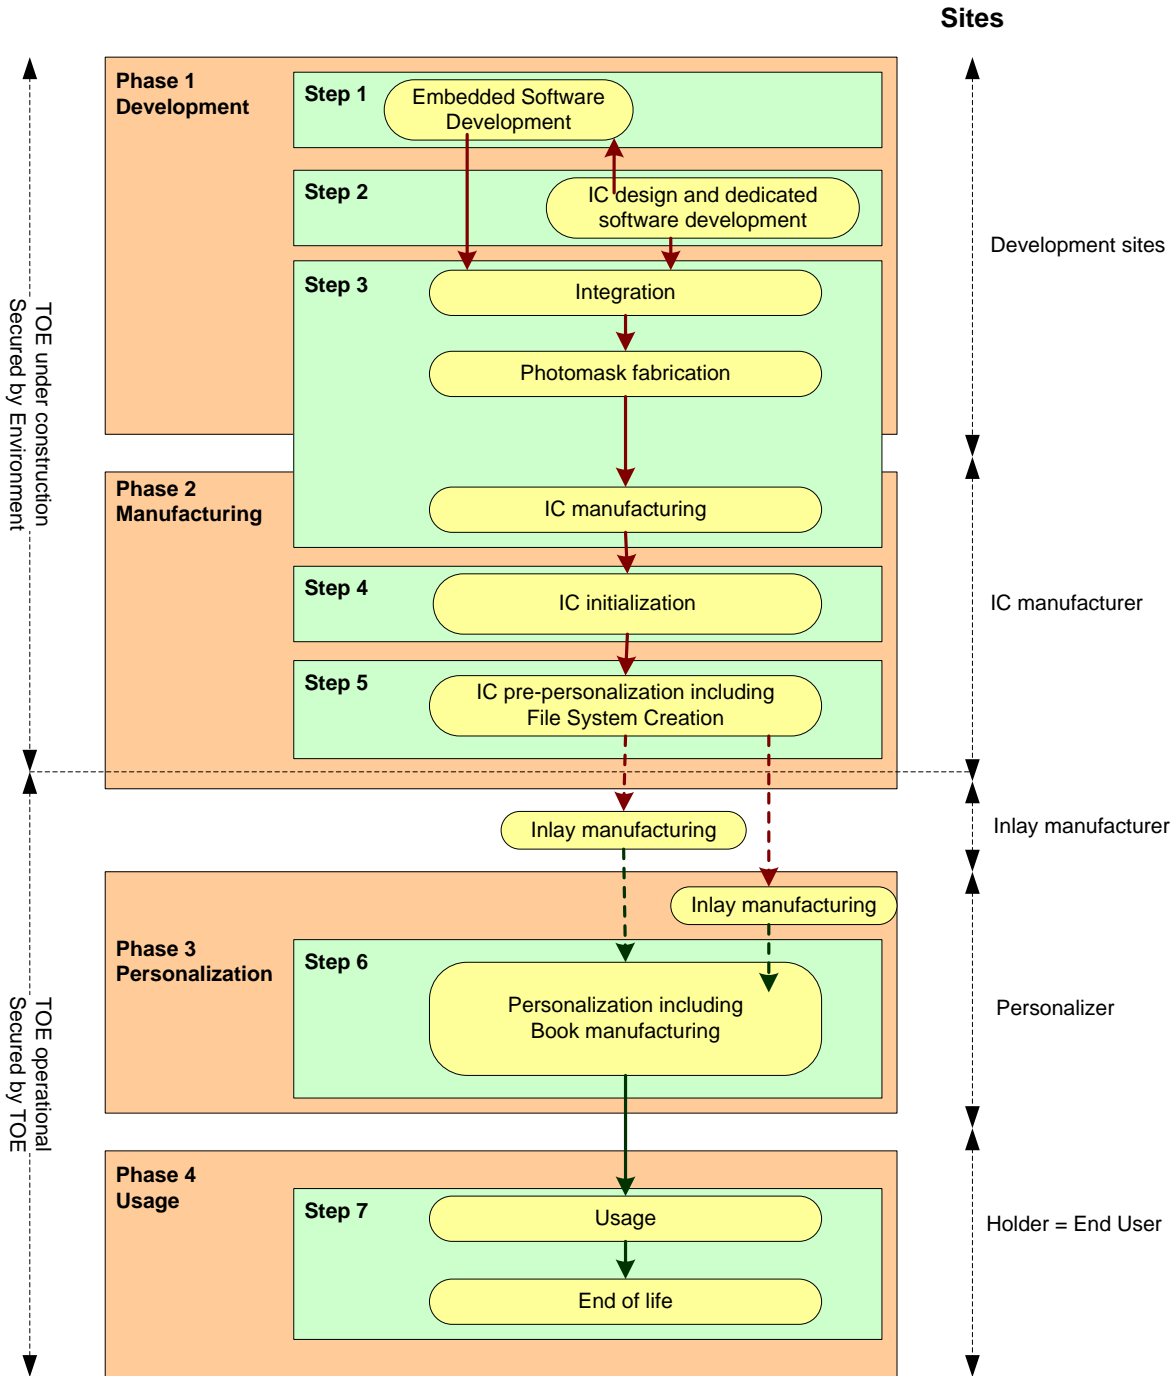 Sites
Phase 1
Development
Step 1
Embedded Software
Development
Step 2
IC design and dedicated
software development
Development sites
Step 3
Integration
TOE under construction
Secured by Environment
Photomask fabrication
Phase 2
Manufacturing
IC manufacturing
Step 4
IC initialization
IC manufacturer
Step 5
IC pre-personalization including
File System Creation
Inlay manufacturing
Inlay manufacturer
Inlay manufacturing
Phase 3
Personalization
Step 6
Personalization including
Book manufacturing
Personalizer
TOE operational
Secured by TOE
Phase 4
Usage
Step 7
Usage
Holder = End User
End of life